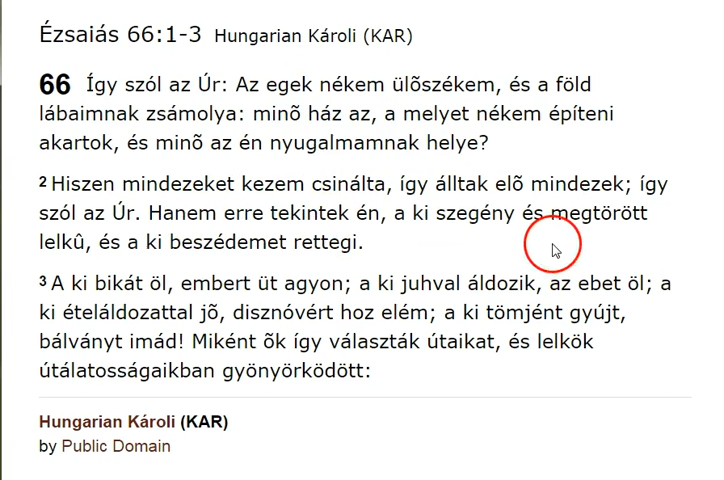 Ézsaiás 66:1-3 Hungarian Károli (KAR)
66 Így szól az Úr: Az egek nékem ülõszékem, és a föld
lábaimnak zsámolya: minõ ház az, a melyet nékem építeni
akartok, és minõ az én nyugalmamnak helye?
2 Hiszen mindezeket kezem csinálta, így álltak elõ mindezek; így
szól az Úr. Hanem erre tekintek én, a ki szegény és megtörött
lelkû, és a ki beszédemet rettegi.
3 A ki bikát öl, embert üt agyon; a ki juhval áldozik, az ebet öl; a
ki ételáldozattal jõ, disznóvért hoz elém; a ki tömjént gyújt,
bálványt imád! Miként õk így választák útaikat, és lelkök
útálatosságaikban gyönyörködött:
Hungarian Károli (KAR)
by Public Domain